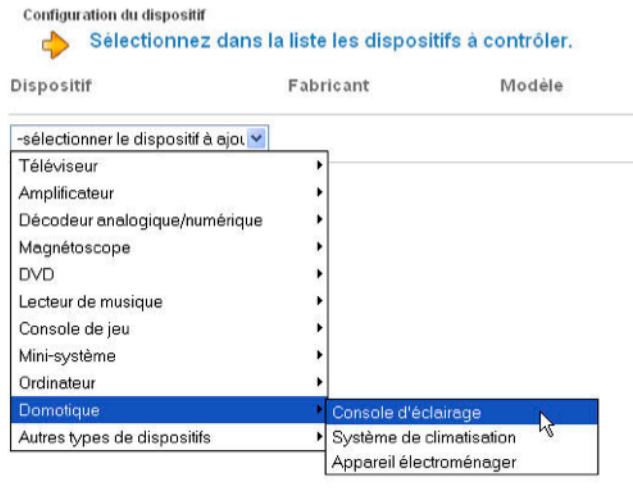 Configuration du dispositif
Sélectionnez dans la liste les dispositifs à contrôler.
Dispositif Fabricant Modèle
-sélectionner le dispositif à ajou
Téléviseur
Amplificateur
Décodeur analogique/numérique
Magnétoscope
DVD
Lecteur de musique
Console de jeu
Mini-système
Ordinateur
Domotique Console d'éclairage
Autres types de dispositifs Système de climatisation
Appareil électroménager